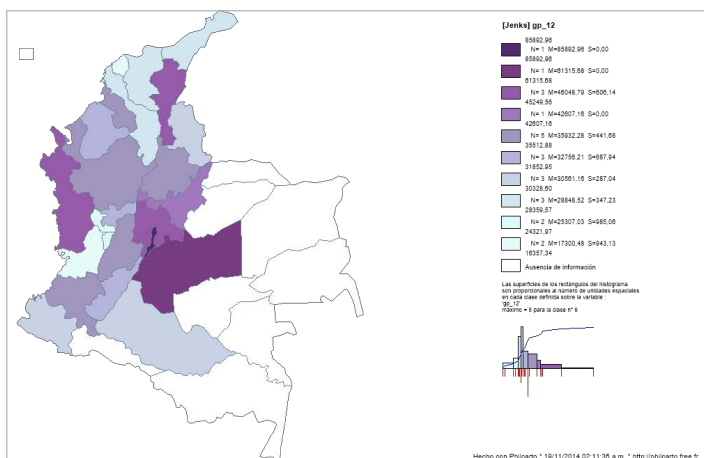 [Jenks] gp_12
85892,96
N= 1 M=85892,96 S=0,00
85892,96
N= 1 M=61315,68 S=0,00
61315,68
N= 3 M=46048,79 S=606,14
45249,56
N= 1 M=42607,16 S=0,00
42607,16
N= 5 M=35932,28 S=441,68
35512,88
N= 3 M=32756,21 S=687,94
31852,95
N= 3 M=30561,16 S=287,04
30328,60
N= 3 M=28848,52 S=347,23
28359,57
N= 2 M=25307,03 S=985,06
24321,97
N= 2 M=17300,48 S=943,13
16357,34
Ausencia de información
Las superficies de los rectángulos del histograma
son proporcionales al número de unidades espaciales
en cada clase definida sobre la variable :
'gp_12'
máximo = 5 para la clase n° 6
Hecho con Philcarto * 19/11/2014 02:11:35 a.m. * http://philcarto.free.fr